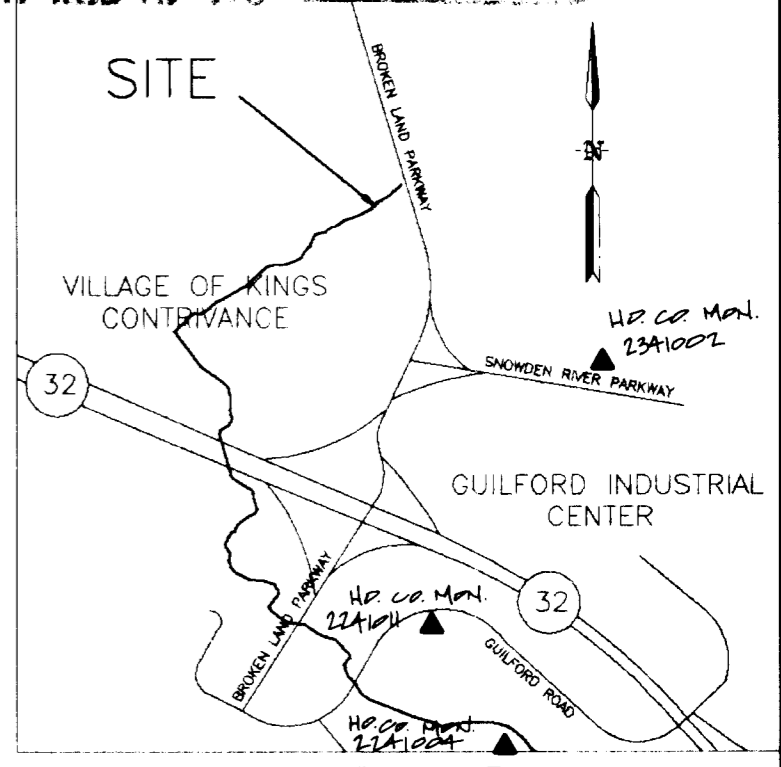 SITE
BROKEN LAND PARKWAY
N
VILLAGE OF KINGS
CONTRIVANCE
HO. CO. MON.
2341002
SNOWDEN RIVER PARKWAY
32
GUILFORD INDUSTRIAL
CENTER
BROKEN LAND PARKWAY
HO. CO. MON.
2241011
32
GUILFORD ROAD
HO. CO. MON.
2241004